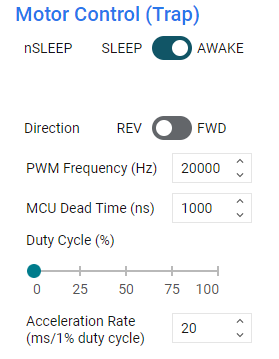 Motor Control (Trap)
nSLEEP SLEEP AWAKE
Direction REV FWD
PWM Frequency (Hz) 20000
MCU Dead Time (ns) 1000
Duty Cycle (%)
0 25 50 75 100
Acceleration Rate
(ms/1% duty cycle) 20